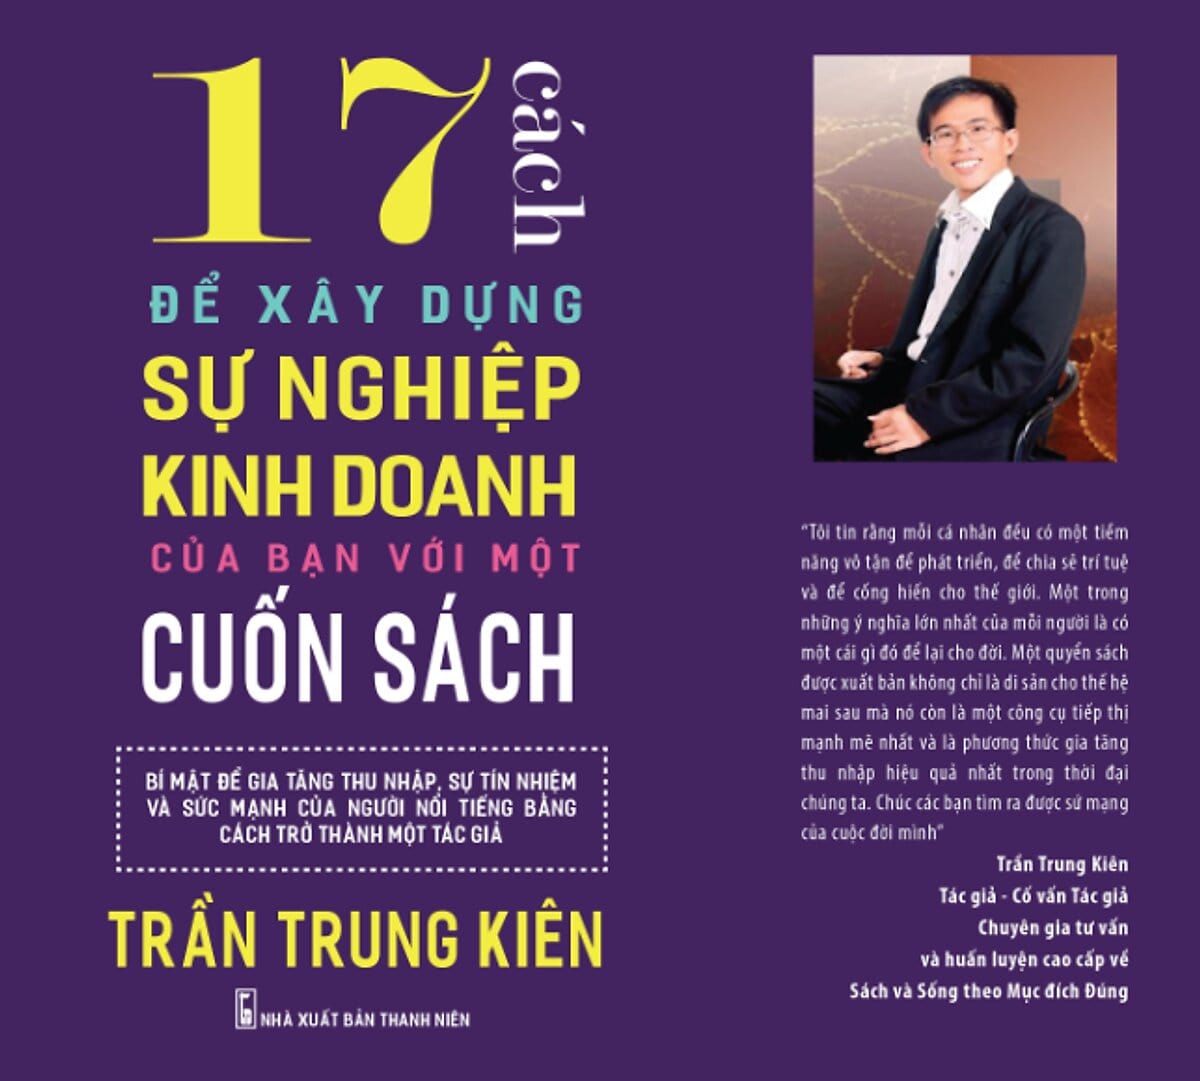 17 cách
ĐỂ XÂY DỰNG
SỰ NGHIỆP
KINH DOANH
CỦA BẠN VỚI MỘT
CUỐN SÁCH
BÍ MẬT ĐỂ GIA TĂNG THU NHẬP, SỰ TÍN NHIỆM
VÀ SỨC MẠNH CỦA NGƯỜI NỔI TIẾNG BẰNG
CÁCH TRỞ THÀNH MỘT TÁC GIẢ
TRẦN TRUNG KIÊN
NHÀ XUẤT BẢN THANH NIÊN
“Tôi tin rằng mỗi cá nhân đều có một tiềm
năng vô tận để phát triển, để chia sẻ trí tuệ
và để cống hiến cho thế giới. Một trong
những ý nghĩa lớn nhất của mỗi người là có
một cái gì đó để lại cho đời. Một quyển sách
được xuất bản không chỉ là di sản cho thế hệ
mai sau mà nó còn là một công cụ tiếp thị
mạnh mẽ nhất và là phương thức gia tăng
thu nhập hiệu quả nhất trong thời đại
chúng ta. Chúc các bạn tìm ra được sứ mạng
của cuộc đời mình”
Trần Trung Kiên
Tác giả - Cố vấn Tác giả
Chuyên gia tư vấn
và huấn luyện cao cấp về
Sách và Sống theo Mục đích Đúng